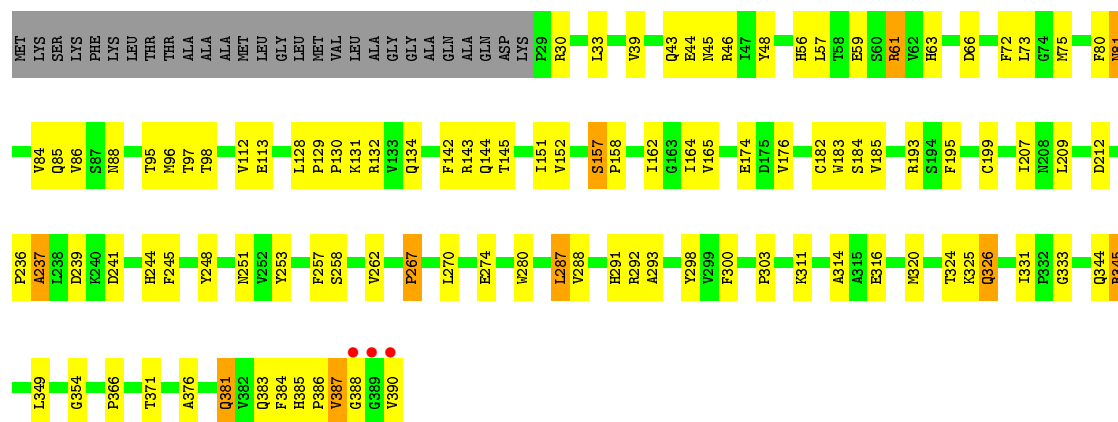 MET LYS SER LYS PHE LYS LEU THR THR ALA ALA ALA MET LEU GLY LEU MET VAL LEU ALA GLY GLY ALA GLN ALA GLN ASP LYS P29 R30 L33 V39 Q43 E44 N45 R46 I47 Y48 H56 L57 T58 E59 S60 R61 V62 H63 D66 F72 L73 G74 M75 F80 N81
V84 Q85 V86 S87 N88 T95 M96 T97 T98 V112 E113 L128 P129 P130 K131 R132 V133 Q134 F142 R143 Q144 T145 I151 V152 S157 P158 I162 G163 I164 V165 E174 D175 V176 C182 W183 S184 V185 R193 S194 F195 C199 I207 N208 L209 D212
P236 A237 L238 D239 K240 D241 H244 F245 Y248 N251 V252 Y253 F257 S258 V262 P267 L270 E274 W280 L287 V288 H291 R292 A293 Y298 V299 F300 P303 K311 A314 A315 E316 M320 T324 K325 Q326 I331 P332 G333 Q344
L349 G354 P366 T371 A376 Q381 V382 Q383 F384 H385 P386 V387 G388 G389 V390